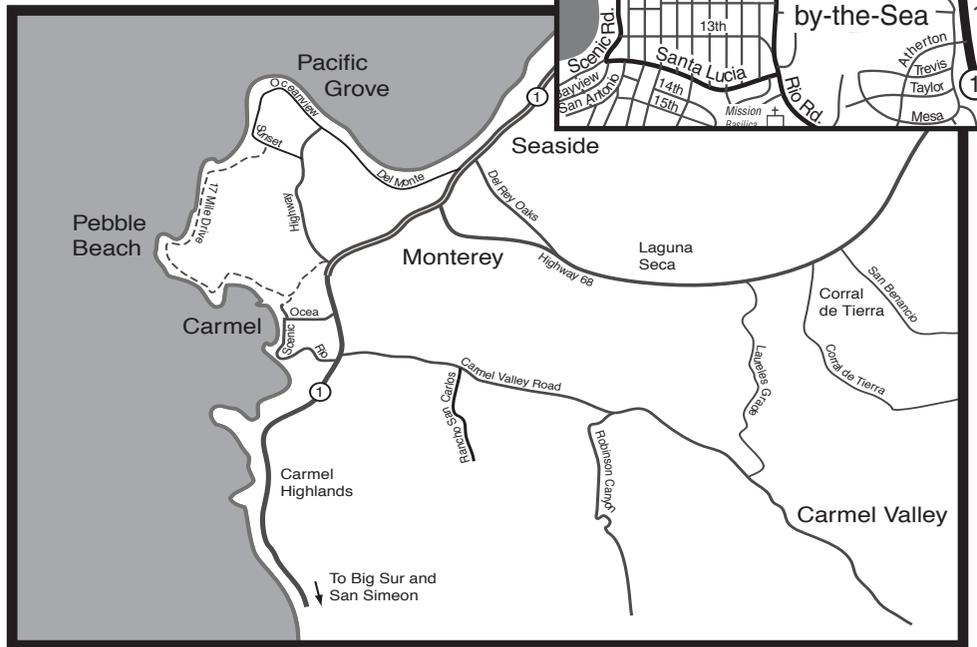 by-the-Sea
13th
Scenic Rd.
Santa Lucia
Atherton
Trevis
Taylor
Mesa
San Antonio
14th
15th
Rio Rd.
Mission
1
Pacific
Grove
Oceanview
Sunset
1
Seaside
Del Monte
Del Rey Oaks
17 Mile Drive
Highway
Pebble
Beach
Monterey
Highway 68
Laguna
Seca
San Benancio
Corral
de Tierra
Ocea
Carmel
Scenic
Rio
Carmel Valley Road
Laureles Grade
Corral de Tierra
1
Rancho San Carlos
Robinson Canyon
Carmel
Highlands
Carmel Valley
To Big Sur and
San Simeon